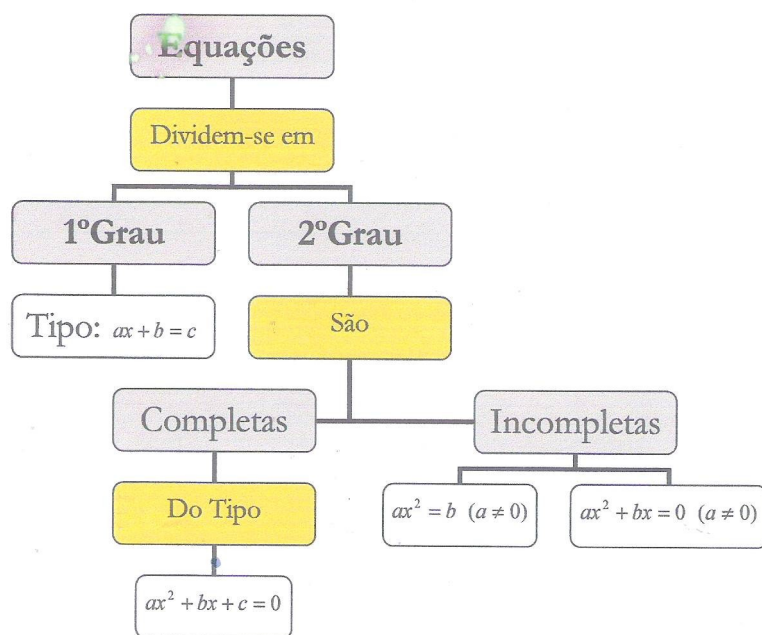 Equações
Dividem-se em
1ºGrau
2ºGrau
Tipo: ax + b = c
São
Completas
Incompletas
Do Tipo
ax² = b (a ≠ 0)
ax² + bx = 0 (a ≠ 0)
ax² + bx + c = 0